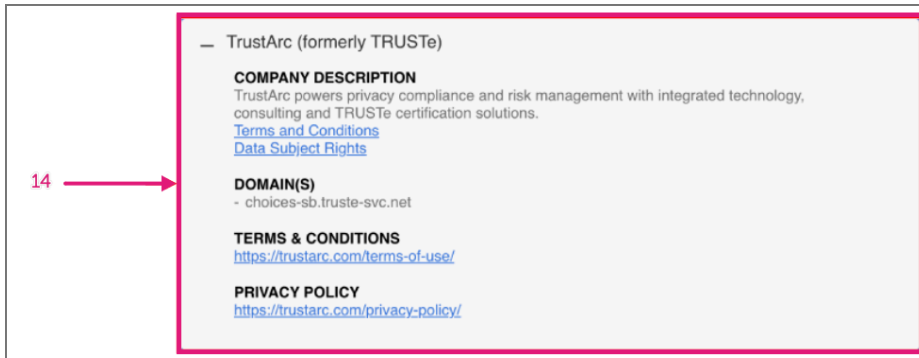 — TrustArc (formerly TRUSTe)
COMPANY DESCRIPTION
TrustArc powers privacy compliance and risk management with integrated technology,
consulting and TRUSTe certification solutions.
Terms and Conditions
Data Subject Rights
14
DOMAIN(S)
- choices-sb.truste-svc.net
TERMS & CONDITIONS
https://trustarc.com/terms-of-use/
PRIVACY POLICY
https://trustarc.com/privacy-policy/